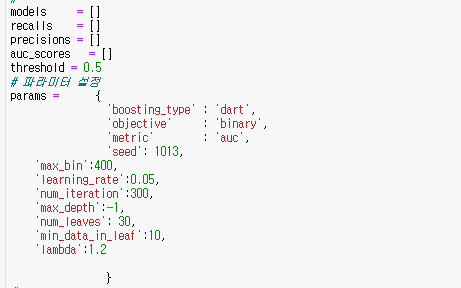 models = []
recalls = []
precisions = []
auc_scores = []
threshold = 0.5
# 파라미터 설정
params = {
'boosting_type' : 'dart',
'objective' : 'binary',
'metric' : 'auc',
'seed': 1013,
'max_bin':400,
'learning_rate':0.05,
'num_iteration':300,
'max_depth':-1,
'num_leaves': 30,
'min_data_in_leaf':10,
'lambda':1.2
}